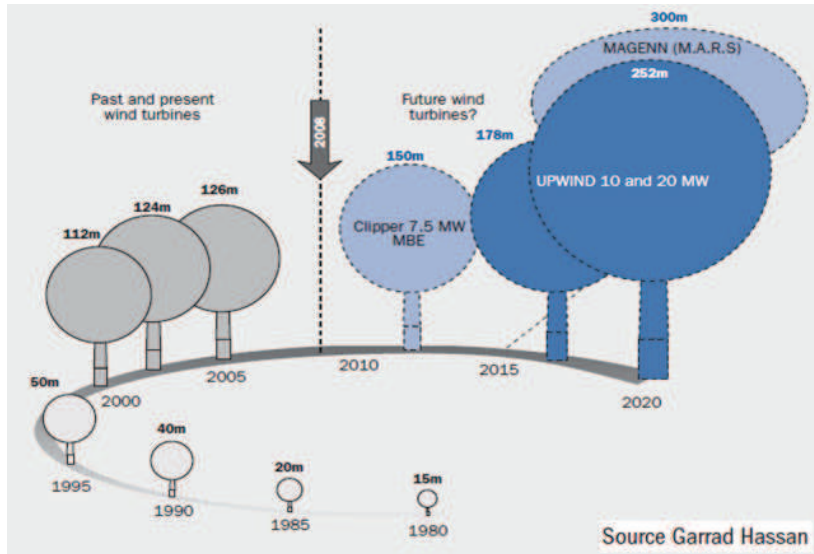 300m
MAGENN (M.A.R.S)
252m
Past and present
wind turbines
Future wind
turbines?
2008
178m
150m
126m
124m
112m
UPWIND 10 and 20 MW
Clipper 7.5 MW
MBE
2010
2005
2015
2000
2020
50m
40m
20m
15m
1995
1990
1985
1980
Source Garrad Hassan